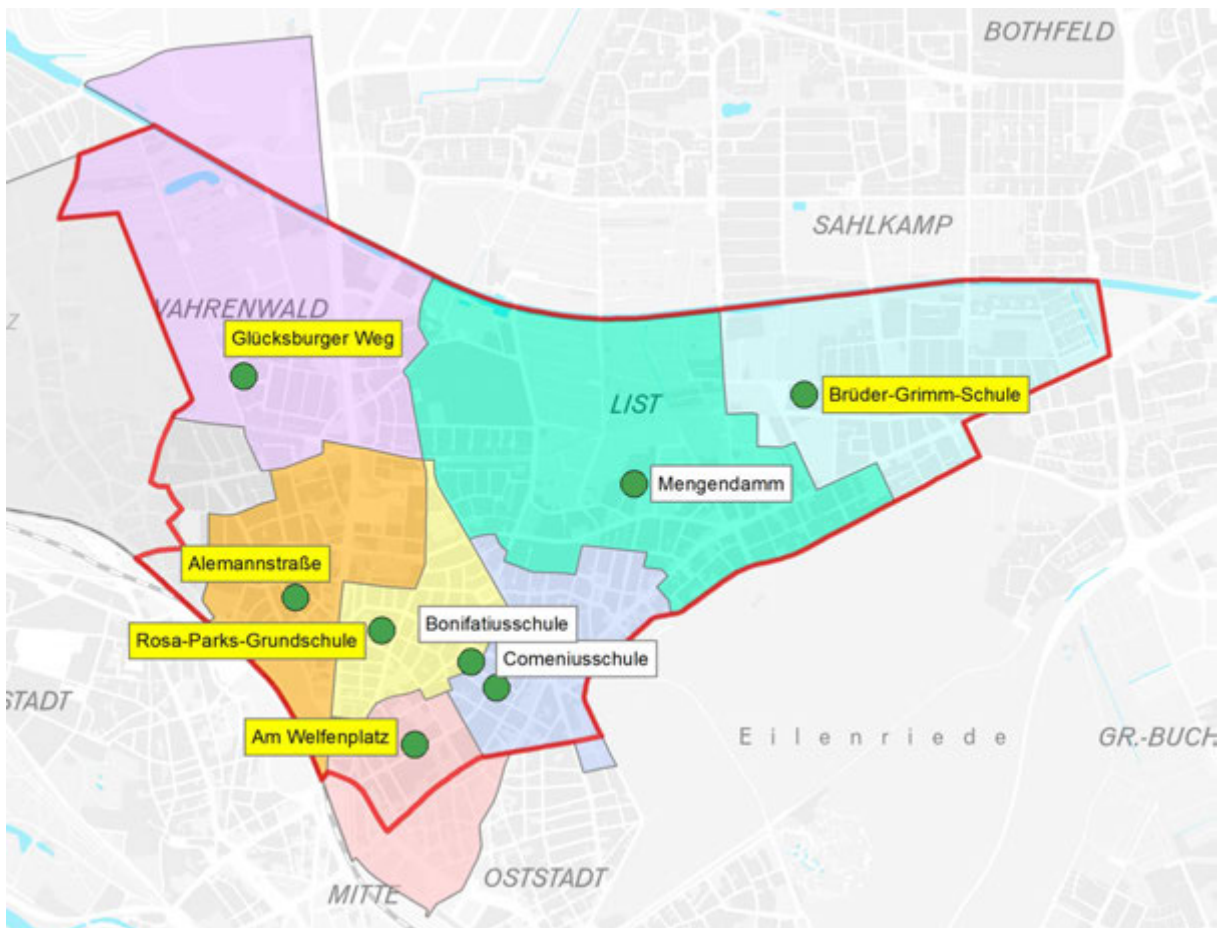 BOTHFELD
SAHLKAMP
VAHRENWALD
Z
Glücksburger Weg
LIST
Brüder-Grimm-Schule
Mengendamm
Alemannstraße
Bonifatiusschule
Rosa-Parks-Grundschule
Comeniusschule
STADT
Am Welfenplatz
Eilenriede
GR.-BUCH
OSTSTADT
MITTE